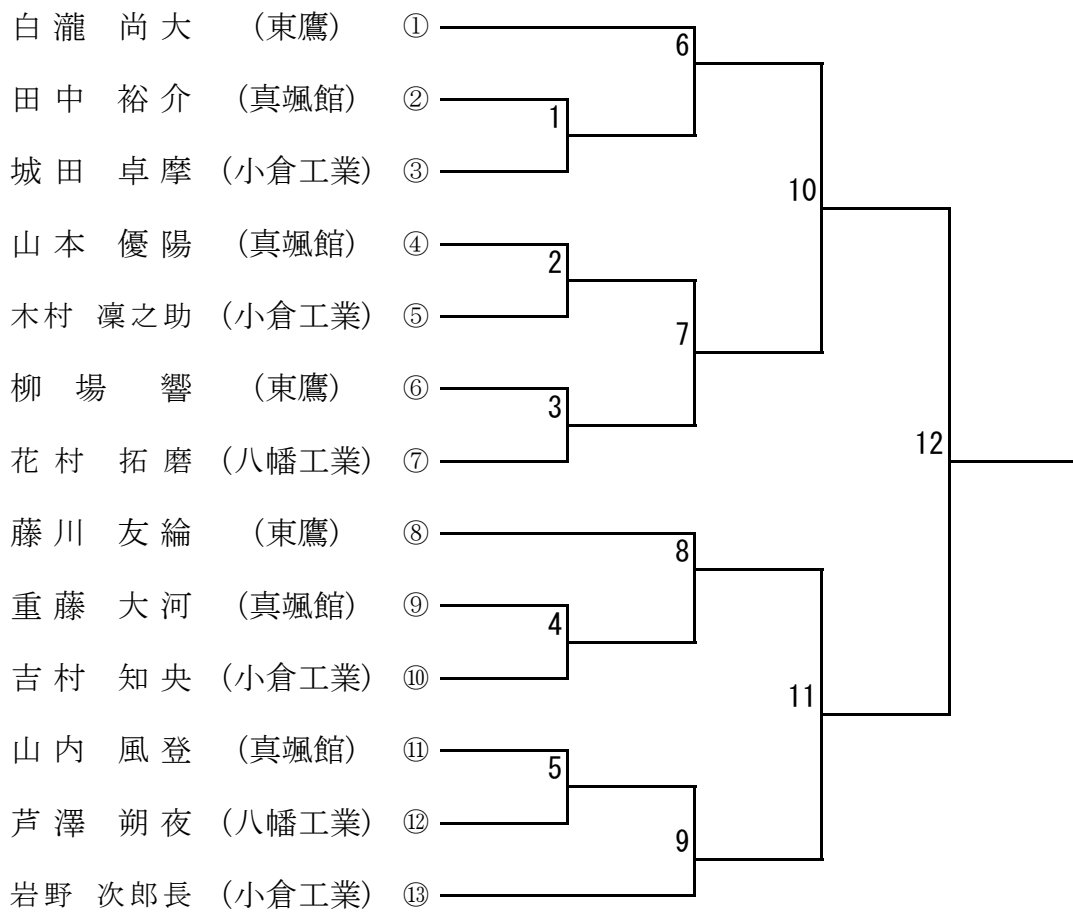 白瀧 尚大 (東鷹) ①
6
田中 裕介 (真颯館) ②
1
城田 卓摩 (小倉工業) ③
10
山本 優陽 (真颯館) ④
2
木村 凜之助 (小倉工業) ⑤
7
柳場 響 (東鷹) ⑥
3
花村 拓磨 (八幡工業) ⑦
12
藤川 友綸 (東鷹) ⑧
8
重藤 大河 (真颯館) ⑨
4
吉村 知央 (小倉工業) ⑩
11
山内 風登 (真颯館) ⑪
5
芦澤 朔夜 (八幡工業) ⑫
9
岩野 次郎長 (小倉工業) ⑬